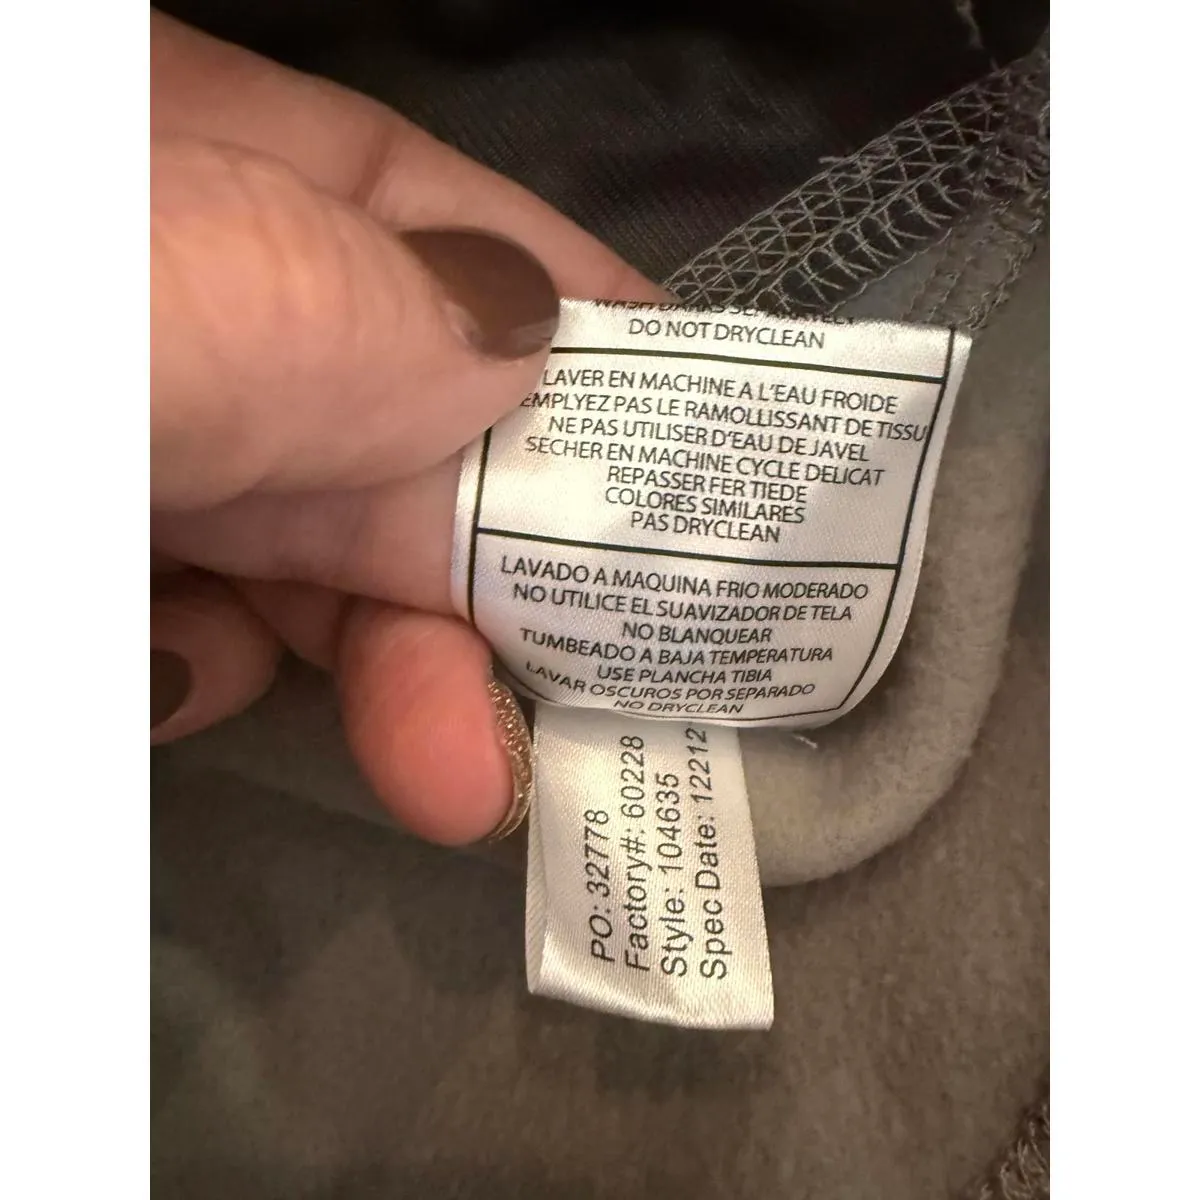 WASH DARKS SEPARATELY
DO NOT DRYCLEAN
LAVER EN MACHINE A L'EAU FROIDE
EMPLYEZ PAS LE RAMOLLISSANT DE TISSU
NE PAS UTILISER D'EAU DE JAVEL
SECHER EN MACHINE CYCLE DELICAT
REPASSER FER TIEDE
COLORES SIMILARES
PAS DRYCLEAN
LAVADO A MAQUINA FRIO MODERADO
NO UTILICE EL SUAVIZADOR DE TELA
NO BLANQUEAR
TUMBEADO A BAJA TEMPERATURA
USE PLANCHA TIBIA
LAVAR OSCUROS POR SEPARADO
NO DRYCLEAN
PO: 32778
Factory#: 60228
Style: 104635
Spec Date: 12212